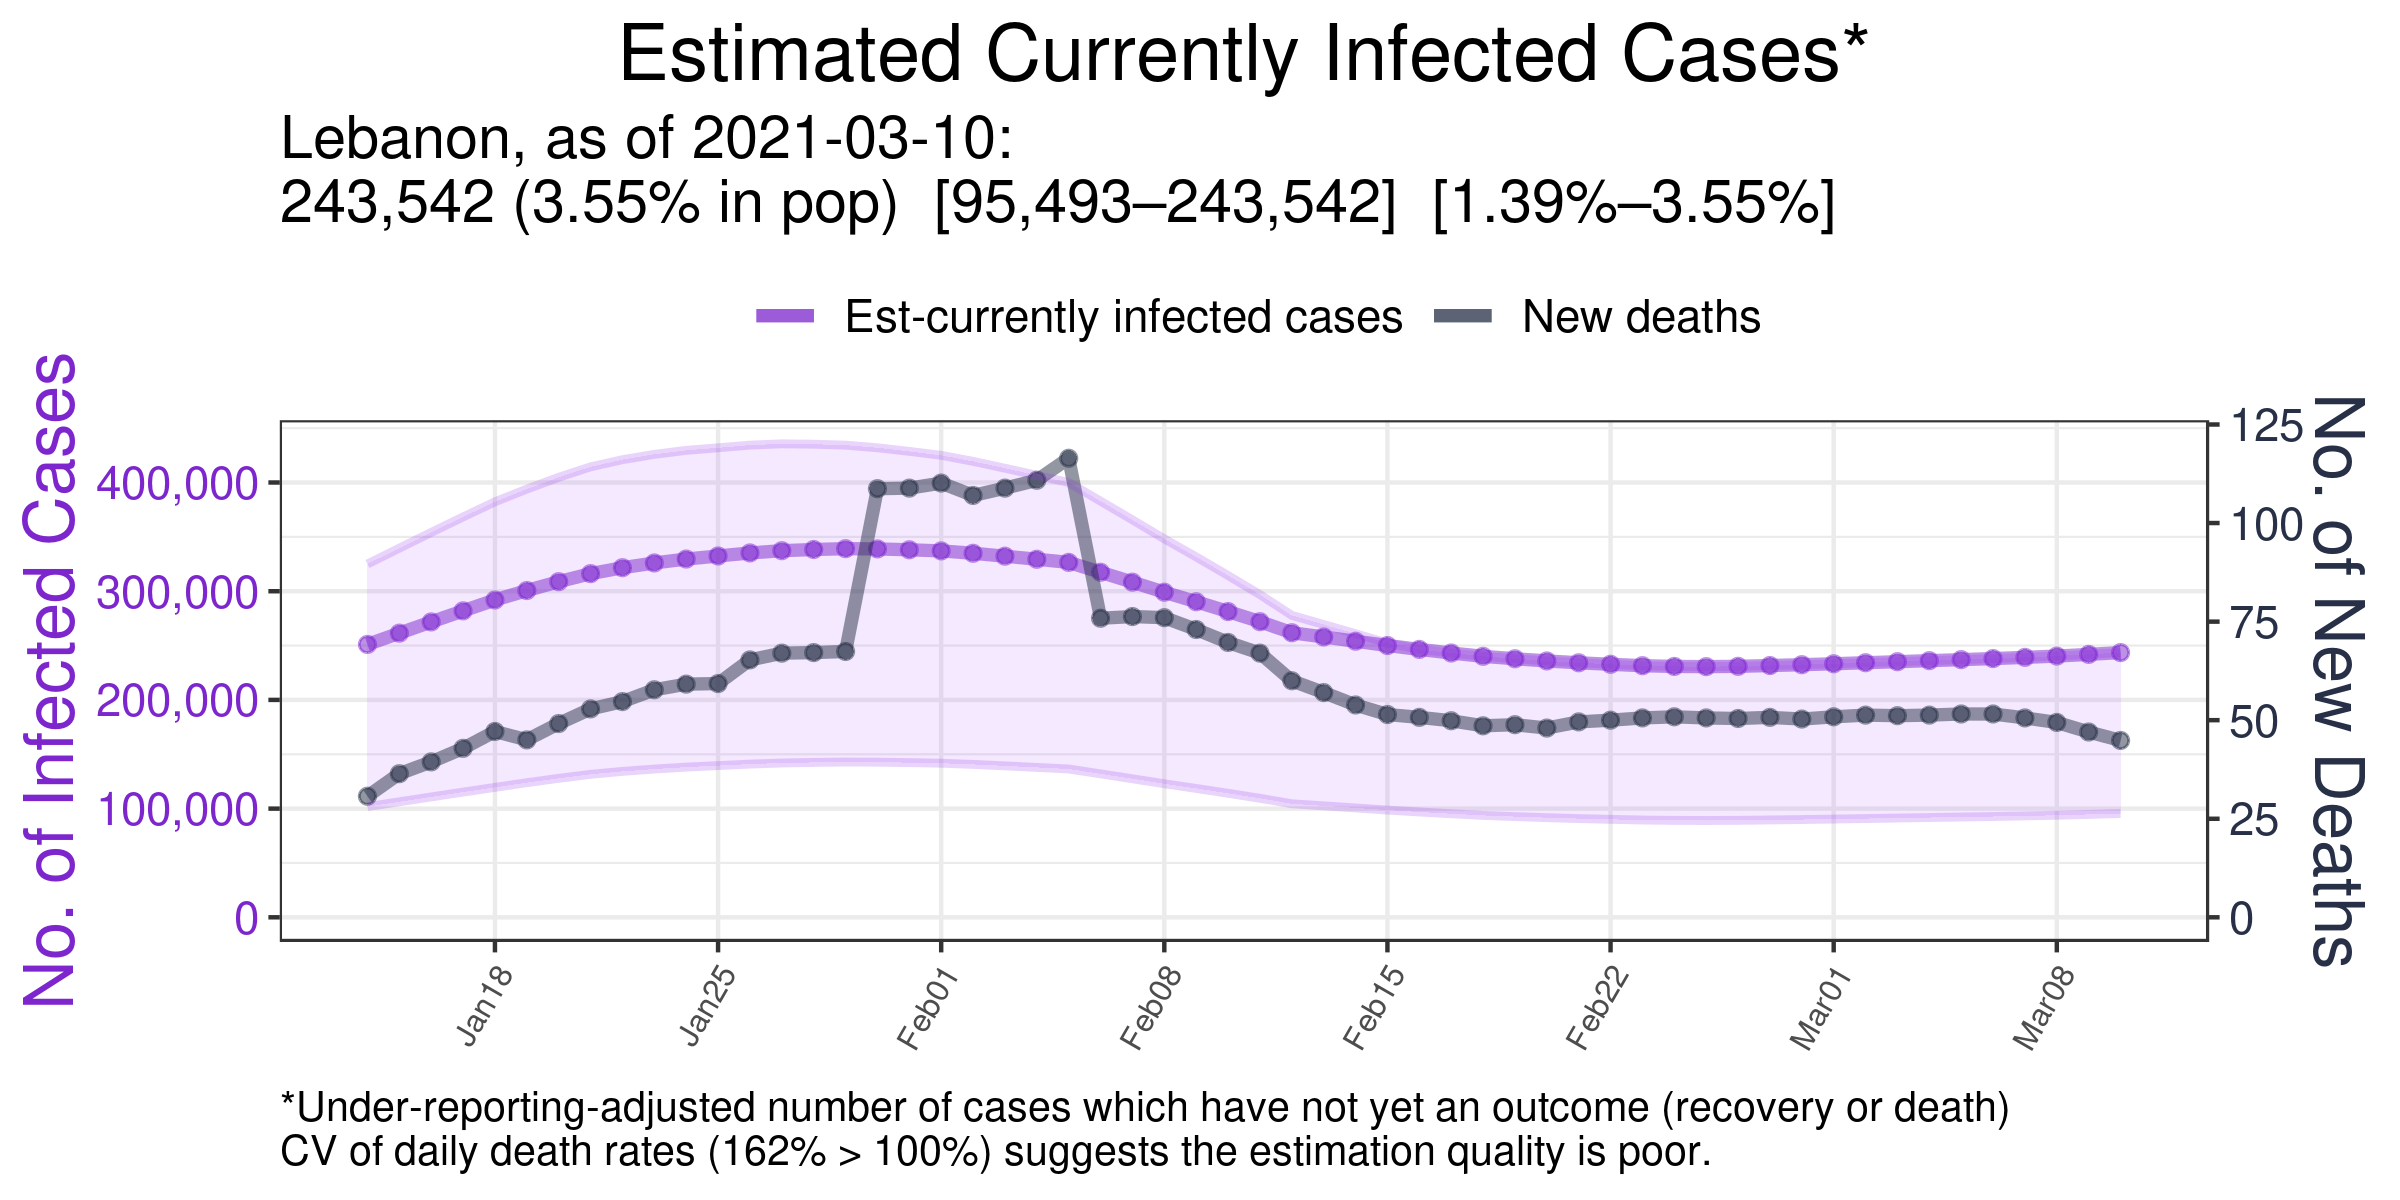 Estimated Currently Infected Cases*
Lebanon, as of 2021-03-10:
243,542 (3.55% in pop)  [95,493–243,542]  [1.39%–3.55%]
Est-currently infected cases
New deaths
No. of Infected Cases
400,000
300,000
200,000
100,000
0
125
100
75
50
25
0
No. of New Deaths
Jan18
Jan25
Feb01
Feb08
Feb15
Feb22
Mar01
Mar08
*Under-reporting-adjusted number of cases which have not yet an outcome (recovery or death)
CV of daily death rates (162% > 100%) suggests the estimation quality is poor.